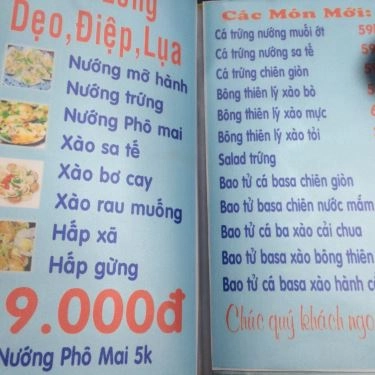 Dẹo,Điệp,Lụa
Nướng mỡ hành
Nướng trứng
Nướng Phô mai
Xào sa tế
Xào bơ cay
Xào rau muống
Hấp xã
Hấp gừng
9.000đ
Nướng Phô Mai 5k
Các Món Mới:
Cá trứng nướng muối ớt
Cá trứng nướng sa tế
Cá trứng chiên giòn
Bông thiên lý xào bò
Bông thiên lý xào mực
Bông thiên lý xào tỏi
Salad trứng
Bao tử cá basa chiên giòn
Bao tử basa chiên nước mắm
Bao tử cá ba xào cải chua
Bao tử basa xào bông thiên
Bao tử cá basa xào hành
Chúc quý khách